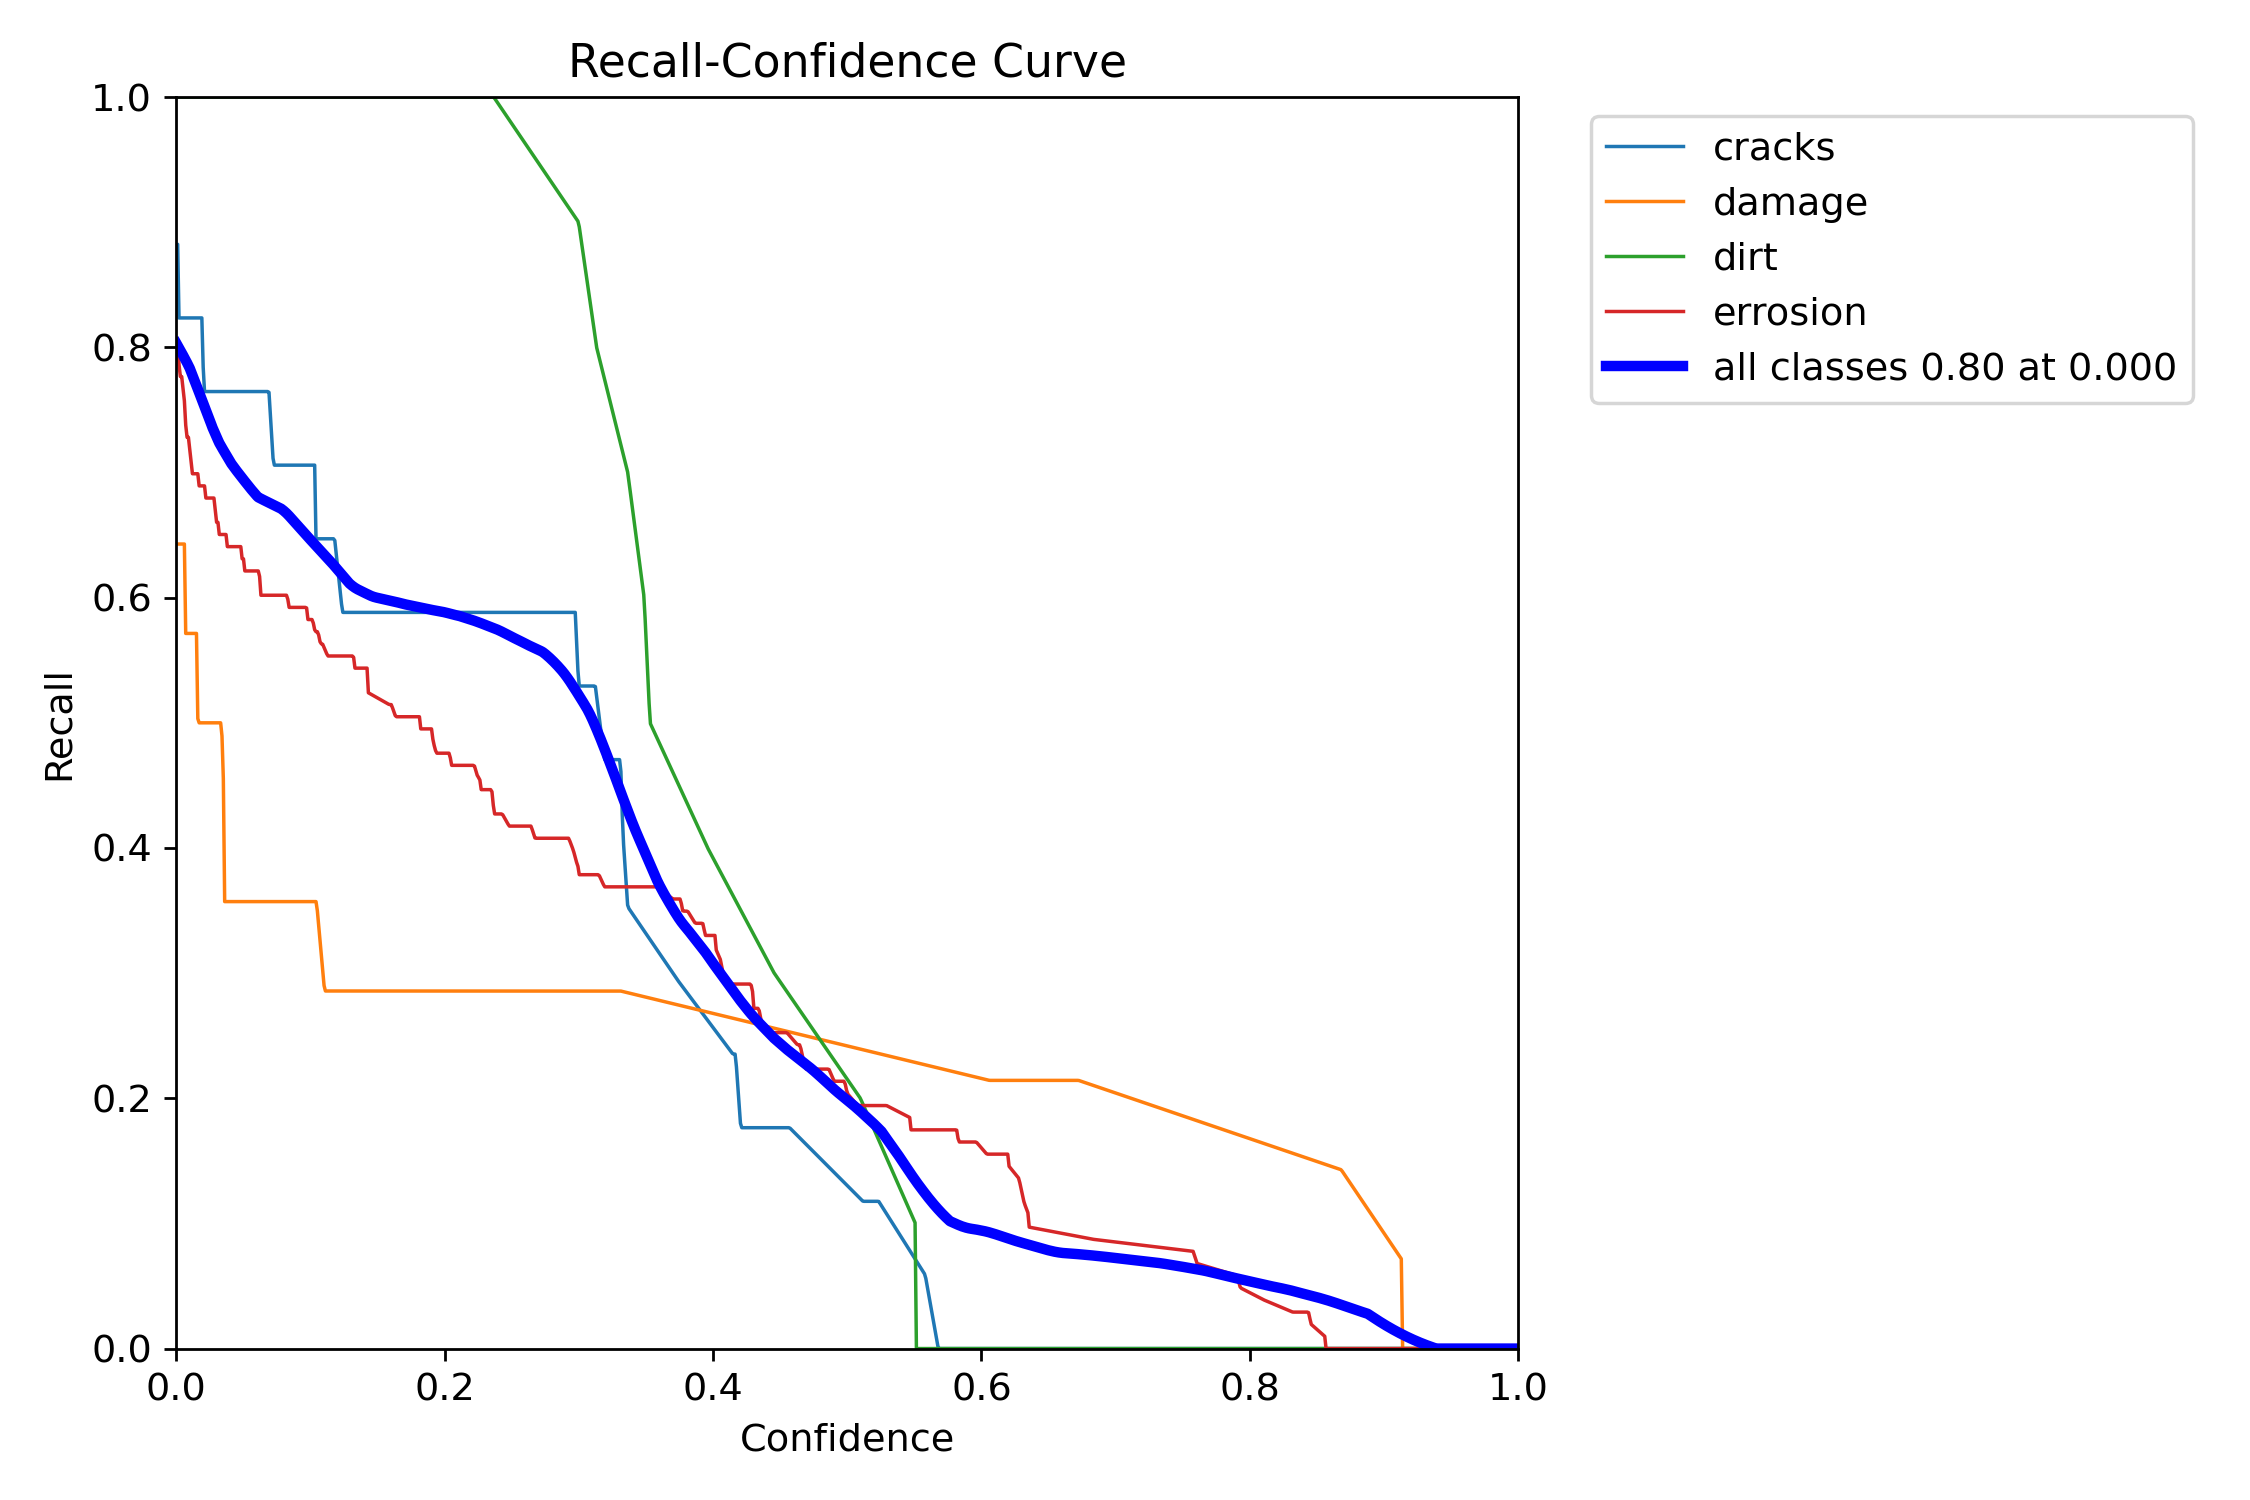 Recall-Confidence Curve
1.0
0.8
0.6
0.4
0.2
0.0
Recall
0.0 0.2 0.4 0.6 0.8 1.0
Confidence
cracks
damage
dirt
errosion
all classes 0.80 at 0.000